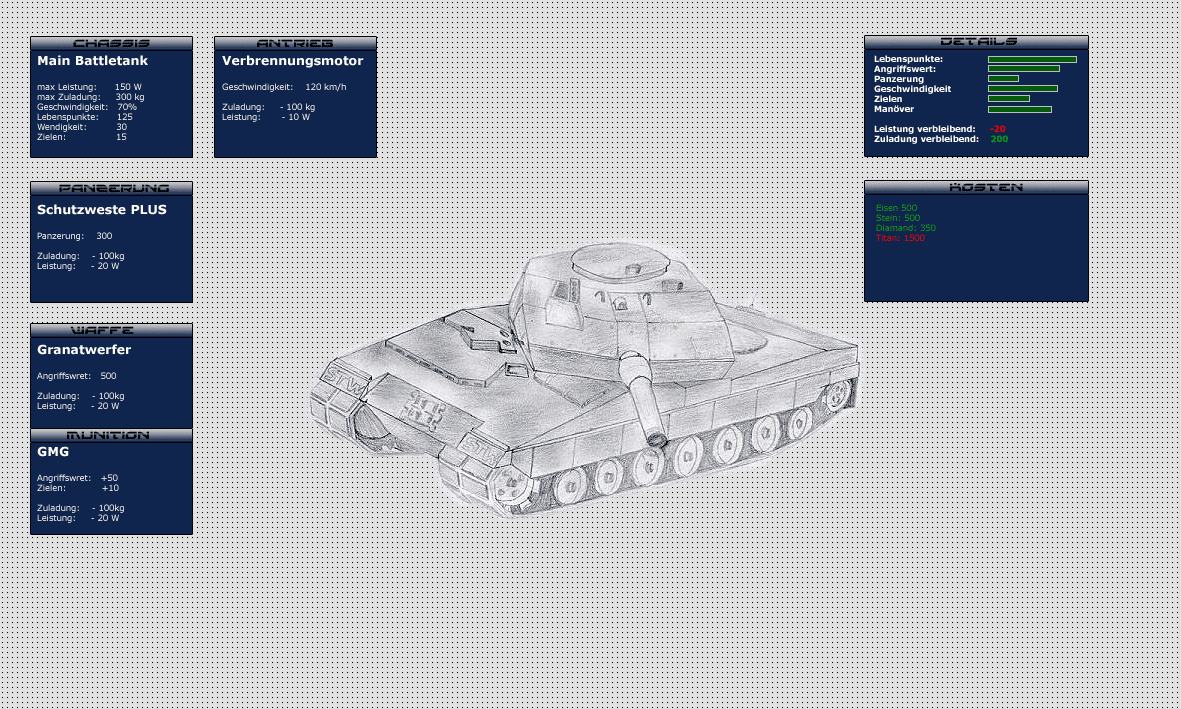 CHASSIS
Main Battletank
max Leistung: 150 W
max Zuladung: 300 kg
Geschwindigkeit: 70%
Lebenspunkte: 125
Wendigkeit: 30
Zielen: 15
ANTRIEB
Verbrennungsmotor
Geschwindigkeit: 120 km/h
Zuladung: - 100 kg
Leistung: - 10 W
DETAILS
Lebenspunkte:
Angriffswert:
Panzerung
Geschwindigkeit
Zielen
Manöver
Leistung verbleibend: -20
Zuladung verbleibend: 200
PANZERUNG
Schutzweste PLUS
Panzerung: 300
Zuladung: - 100kg
Leistung: - 20 W
KOSTEN
Eisen 500
Stein: 500
Diamand: 350
Titan: 1500
WAFFE
Granatwerfer
Angriffswret: 500
Zuladung: - 100kg
Leistung: - 20 W
MUNITION
GMG
Angriffswret: +50
Zielen: +10
Zuladung: - 100kg
Leistung: - 20 W
STW
STW